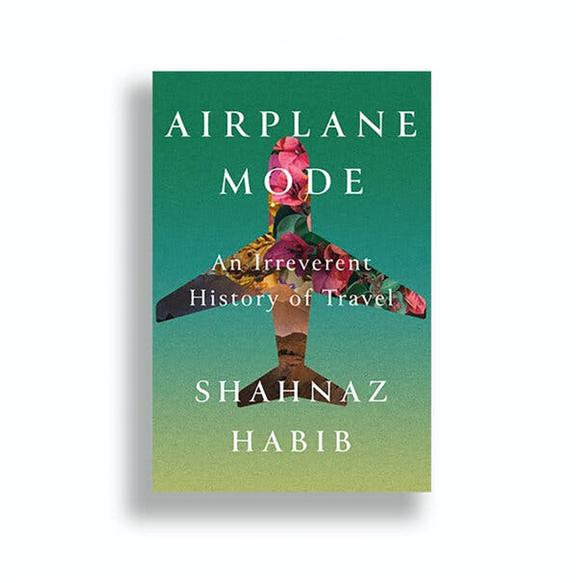 AIRPLANE
MODE
An Irreverent
History of Travel
SHAHNAZ
HABIB